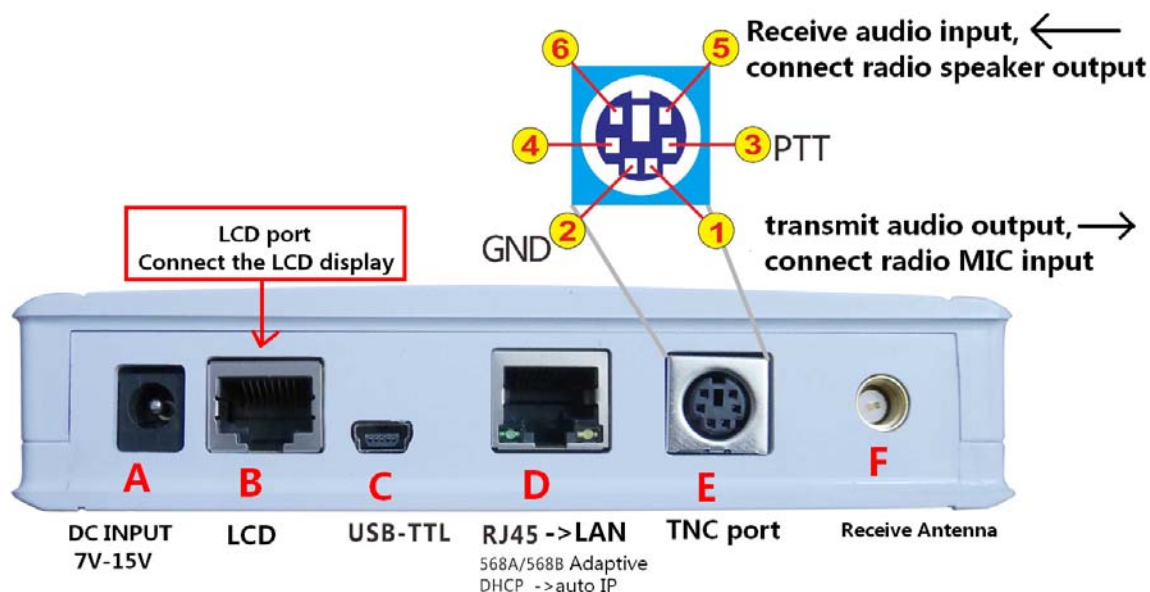 6
5
Receive audio input, ←
connect radio speaker output
4
3 PTT
GND 2
1
transmit audio output, →
connect radio MIC input
LCD port
Connect the LCD display
A
B
C
D
E
F
DC INPUT
7V-15V
LCD
USB-TTL
RJ45 ->LAN
568A/568B Adaptive
DHCP ->auto IP
TNC port
Receive Antenna